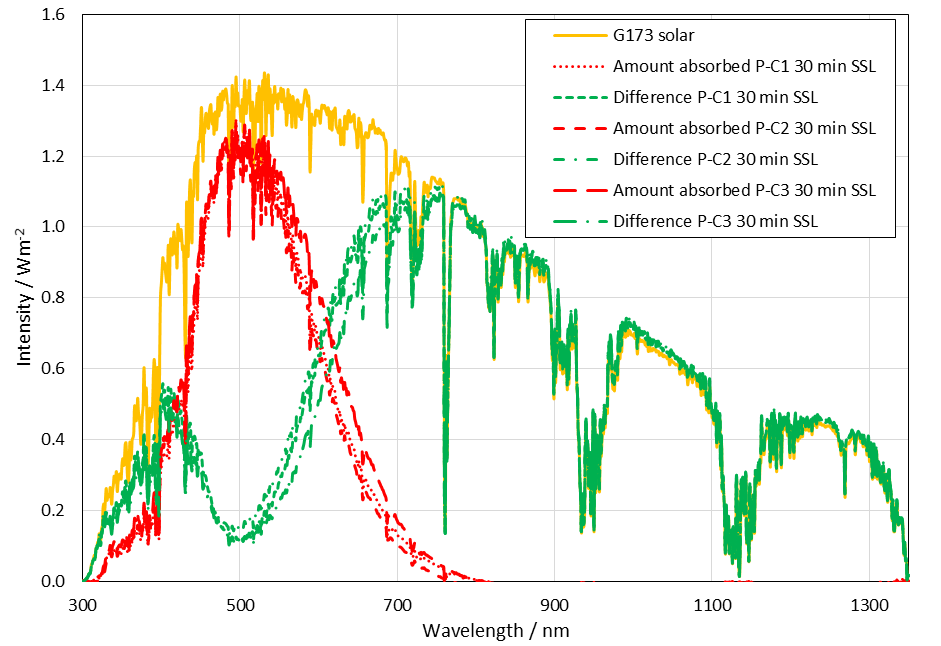 1.6
1.4
1.2
1.0
0.8
0.6
0.4
0.2
0.0
Intensity / Wm⁻²
G173 solar
Amount absorbed P-C1 30 min SSL
Difference P-C1 30 min SSL
Amount absorbed P-C2 30 min SSL
Difference P-C2 30 min SSL
Amount absorbed P-C3 30 min SSL
Difference P-C3 30 min SSL
300 500 700 900 1100 1300
Wavelength / nm